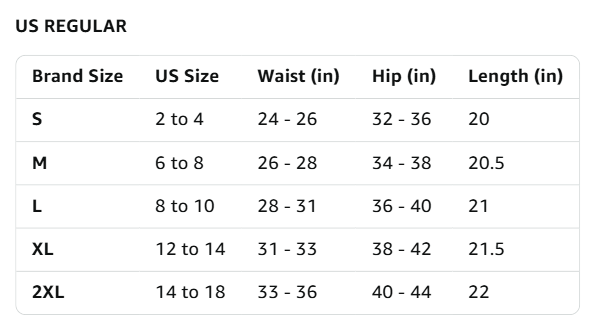 US REGULAR
Brand Size US Size Waist (in) Hip (in) Length (in)
S 2 to 4 24 - 26 32 - 36 20
M 6 to 8 26 - 28 34 - 38 20.5
L 8 to 10 28 - 31 36 - 40 21
XL 12 to 14 31 - 33 38 - 42 21.5
2XL 14 to 18 33 - 36 40 - 44 22